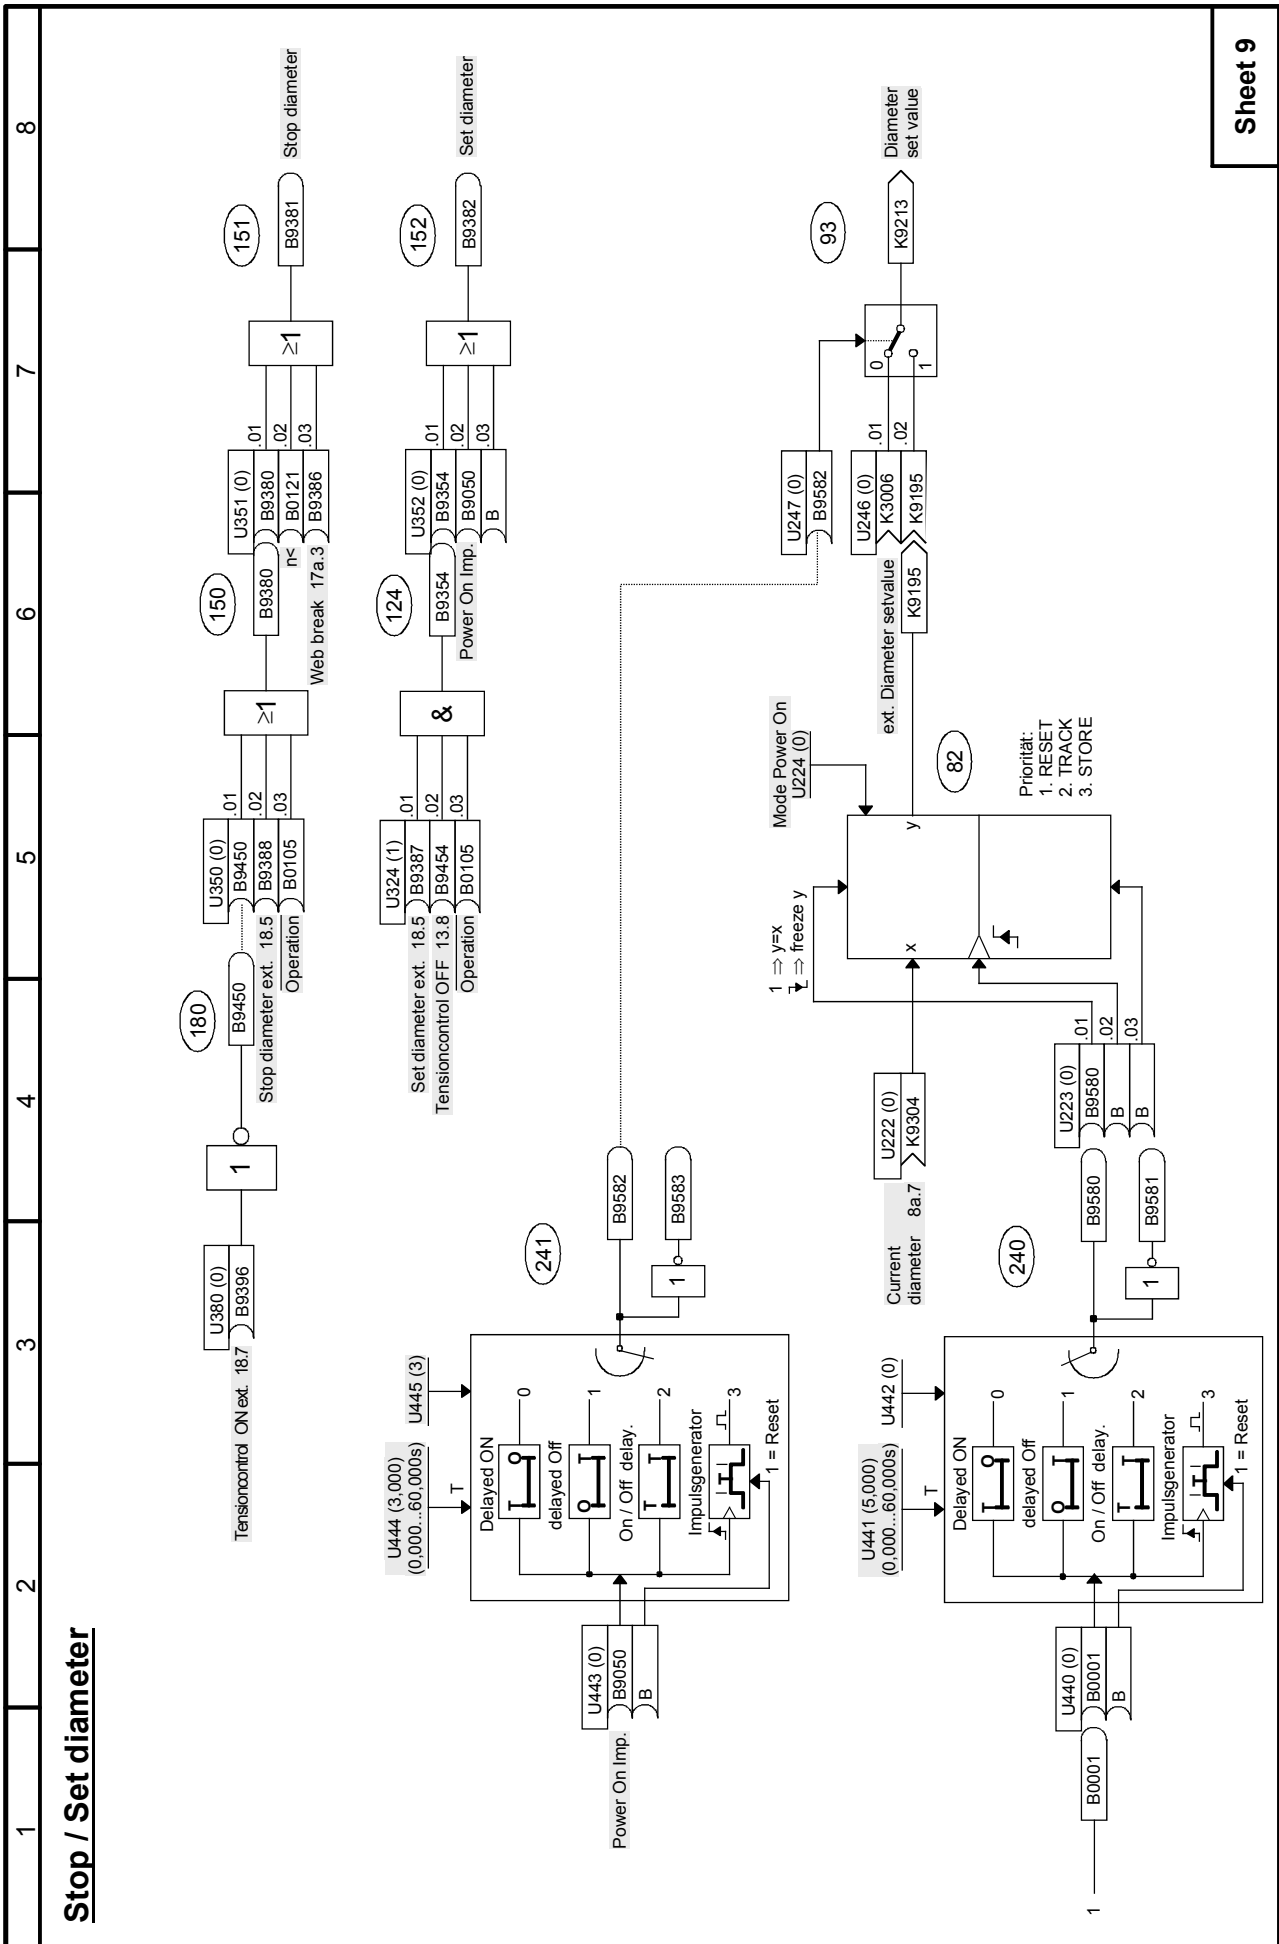 1 2 3 4 5 6 7 8
Stop / Set diameter
Tensioncontrol ON ext. 18.7
U380 (0)
B9396
1
180
B9450
Stop diameter ext. 18.5
Operation
U350 (0)
B9450 .01
B9388 .02
B0105 .03
≥1
150
B9380
n<
Web break 17a.3
U351 (0)
B9380 .01
B0121 .02
B9386 .03
≥1
151
B9381
Stop diameter
Set diameter ext. 18.5
Tensioncontrol OFF 13.8
Operation
U324 (1)
B9387 .01
B9454 .02
B0105 .03
&
124
B9354
Power On Imp.
U352 (0)
B9354 .01
B9050 .02
B .03
≥1
152
B9382
Set diameter
Power On Imp.
U443 (0)
B9050
B
U444 (3,000)
(0,000...60,000s)
T
U445 (3)
Delayed ON
T O
0
delayed Off
O T
1
On / Off delay.
T T
2
Impulsgenerator
T
3
1 = Reset
241
B9582
1
B9583
U247 (0)
B9582
93
U246 (0)
K3006 .01
K9195 .02
0
1
K9213
Diameter
set value
1
B0001
U440 (0)
B0001
B
U441 (5,000)
(0,000...60,000s)
T
U442 (0)
Delayed ON
T O
0
delayed Off
O T
1
On / Off delay.
T T
2
Impulsgenerator
T
3
1 = Reset
240
B9580
1
B9581
Current
diameter 8a.7
U222 (0)
K9304
U223 (0)
B9580 .01
B .02
B .03
1 ⇒ y=x
⇒ freeze y
x
y
Mode Power On
U224 (0)
82
ext. Diameter setvalue
K9195
Priorität:
1. RESET
2. TRACK
3. STORE
Sheet 9